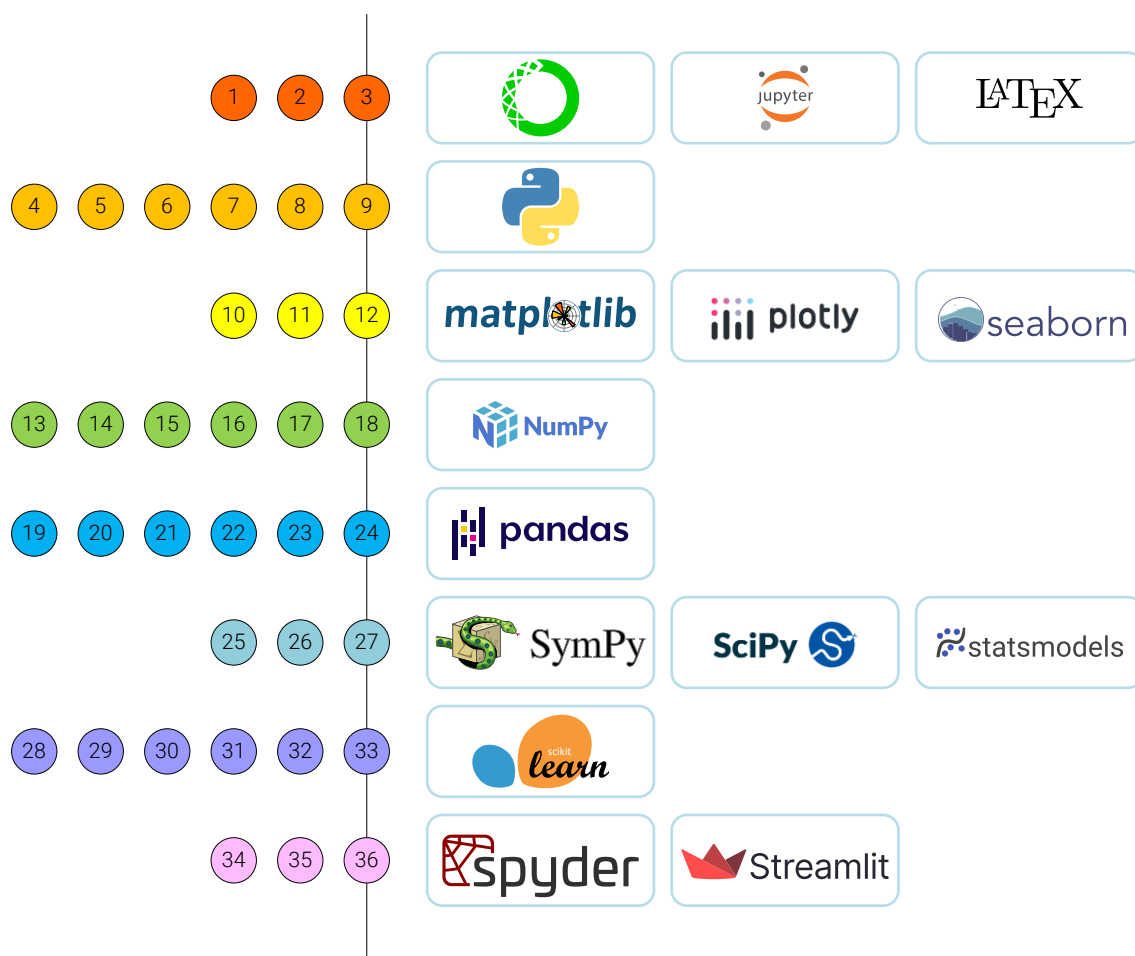 1 2 3 jupyter LATEX
4 5 6 7 8 9
10 11 12 matplotlib plotly seaborn
13 14 15 16 17 18 NumPy
19 20 21 22 23 24 pandas
25 26 27 SymPy SciPy statsmodels
28 29 30 31 32 33 scikit
learn
34 35 36 spyder Streamlit